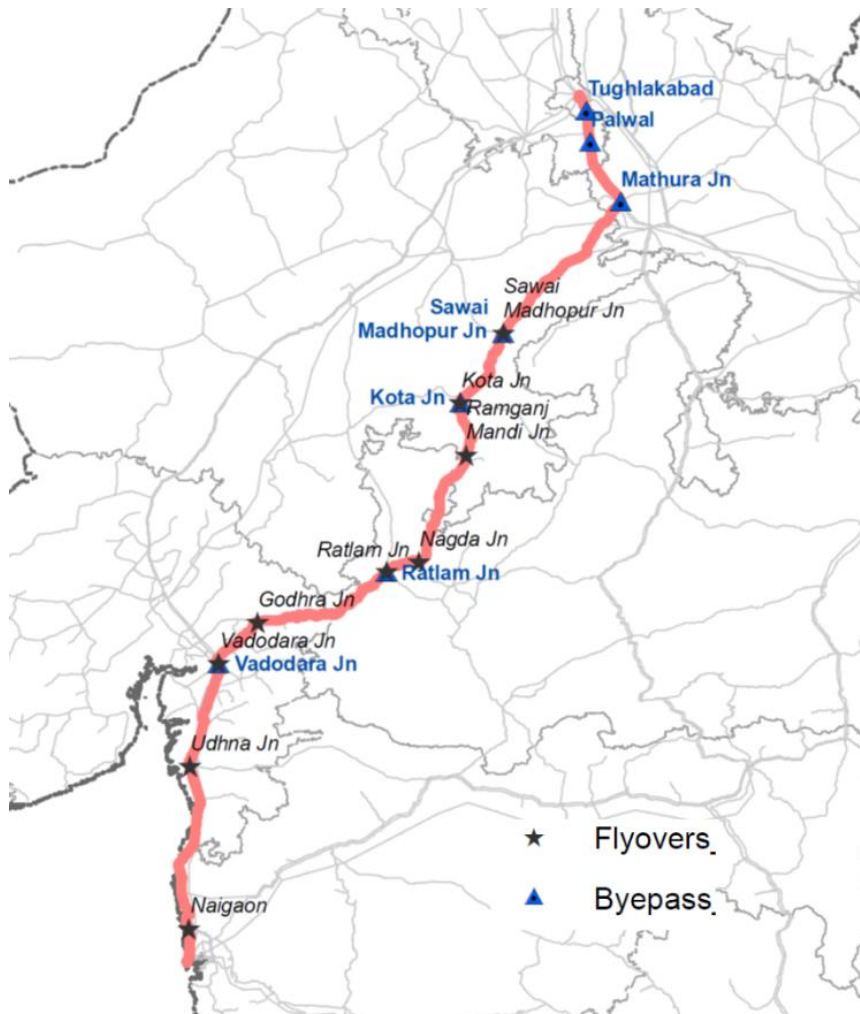 Tughlakabad
Palwal
Mathura Jn
Sawai
Madhopur Jn
Sawai
Madhopur Jn
Kota Jn
Kota Jn
Ramganj
Mandi Jn
Nagda Jn
Ratlam Jn
Ratlam Jn
Godhra Jn
Vadodara Jn
Vadodara Jn
Udhna Jn
Flyovers
Byepass
Naigaon